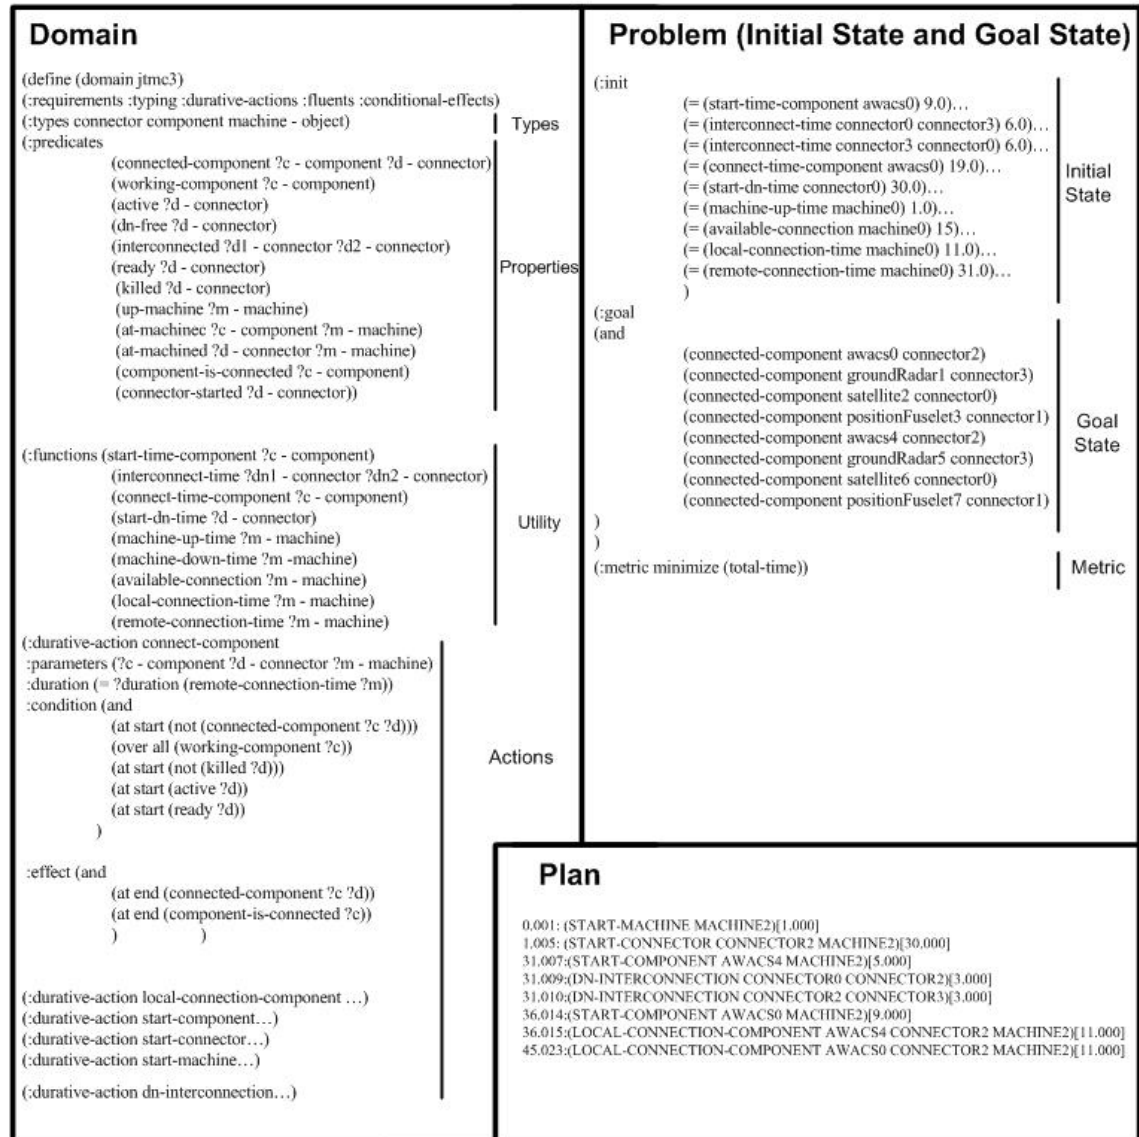 Domain
(define (domain jtmc3)
(:requirements :typing :durative-actions :fluents :conditional-effects)
(:types connector component machine - object)
Types
(:predicates
(connected-component ?c - component ?d - connector)
(working-component ?c - component)
(active ?d - connector)
(dn-free ?d - connector)
(interconnected ?d1 - connector ?d2 - connector)
(ready ?d - connector)
(killed ?d - connector)
(up-machine ?m - machine)
(at-machinec ?c - component ?m - machine)
(at-machined ?d - connector ?m - machine)
(component-is-connected ?c - component)
(connector-started ?d - connector))
Properties
(:functions (start-time-component ?c - component)
(interconnect-time ?dn1 - connector ?dn2 - connector)
(connect-time-component ?c - component)
(start-dn-time ?d - connector)
(machine-up-time ?m - machine)
(machine-down-time ?m -machine)
(available-connection ?m - machine)
(local-connection-time ?m - machine)
(remote-connection-time ?m - machine)
Utility
(:durative-action connect-component
:parameters (?c - component ?d - connector ?m - machine)
:duration (= ?duration (remote-connection-time ?m))
:condition (and
(at start (not (connected-component ?c ?d)))
(over all (working-component ?c))
(at start (not (killed ?d)))
(at start (active ?d))
(at start (ready ?d))
)
:effect (and
(at end (connected-component ?c ?d))
(at end (component-is-connected ?c))
) )
(:durative-action local-connection-component …)
(:durative-action start-component…)
(:durative-action start-connector…)
(:durative-action start-machine…)
(:durative-action dn-interconnection…)
Actions
Problem (Initial State and Goal State)
(:init
(= (start-time-component awacs0) 9.0)…
(= (interconnect-time connector0 connector3) 6.0)…
(= (interconnect-time connector3 connector0) 6.0)…
(= (connect-time-component awacs0) 19.0)…
(= (start-dn-time connector0) 30.0)…
(= (machine-up-time machine0) 1.0)…
(= (available-connection machine0) 15)…
(= (local-connection-time machine0) 11.0)…
(= (remote-connection-time machine0) 31.0)…
)
Initial
State
(:goal
(and
(connected-component awacs0 connector2)
(connected-component groundRadar1 connector3)
(connected-component satellite2 connector0)
(connected-component positionFuselet3 connector1)
(connected-component awacs4 connector2)
(connected-component groundRadar5 connector3)
(connected-component satellite6 connector0)
(connected-component positionFuselet7 connector1)
)
)
Goal
State
(:metric minimize (total-time))
Metric
Plan
0.001: (START-MACHINE MACHINE2)[1.000]
1.005: (START-CONNECTOR CONNECTOR2 MACHINE2)[30.000]
31.007:(START-COMPONENT AWACS4 MACHINE2)[5.000]
31.009:(DN-INTERCONNECTION CONNECTOR0 CONNECTOR2)[3.000]
31.010:(DN-INTERCONNECTION CONNECTOR2 CONNECTOR3)[3.000]
36.014:(START-COMPONENT AWACS0 MACHINE2)[9.000]
36.015:(LOCAL-CONNECTION-COMPONENT AWACS4 CONNECTOR2 MACHINE2)[11.000]
45.023:(LOCAL-CONNECTION-COMPONENT AWACS0 CONNECTOR2 MACHINE2)[11.000]